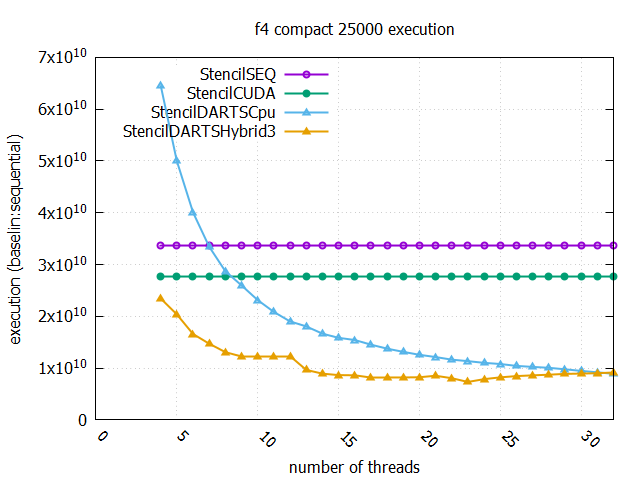 f4 compact 25000 execution
7x10^10
6x10^10
5x10^10
4x10^10
3x10^10
2x10^10
1x10^10
0
execution (baselin:sequential)
StencilSEQ
StencilCUDA
StencilDARTSCpu
StencilDARTSHybrid3
0 5 10 15 20 25 30
number of threads